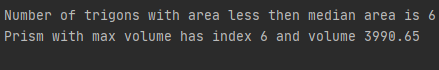 Number of trigons with area less then median area is 6
Prism with max volume has index 6 and volume 3990.65